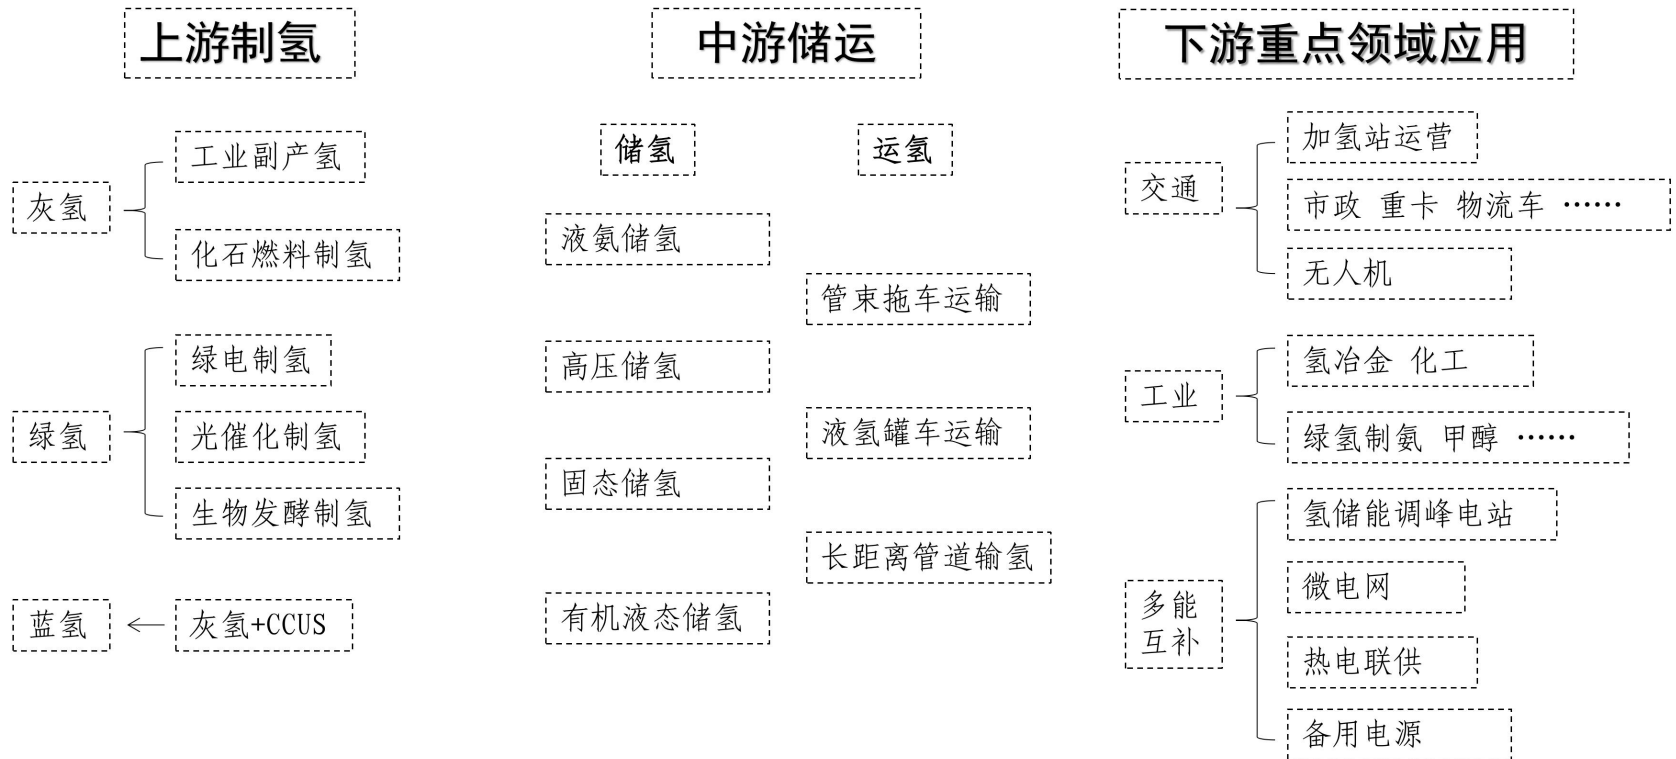 上游制氢
中游储运
下游重点领域应用
灰氢
工业副产氢
化石燃料制氢
绿氢
绿电制氢
光催化制氢
生物发酵制氢
蓝氢
灰氢+CCUS
储氢
液氨储氢
高压储氢
固态储氢
有机液态储氢
运氢
管束拖车运输
液氢罐车运输
长距离管道输氢
交通
加氢站运营
市政 重卡 物流车 ……
无人机
工业
氢冶金 化工
绿氢制氨 甲醇 ……
多能
互补
氢储能调峰电站
微电网
热电联供
备用电源